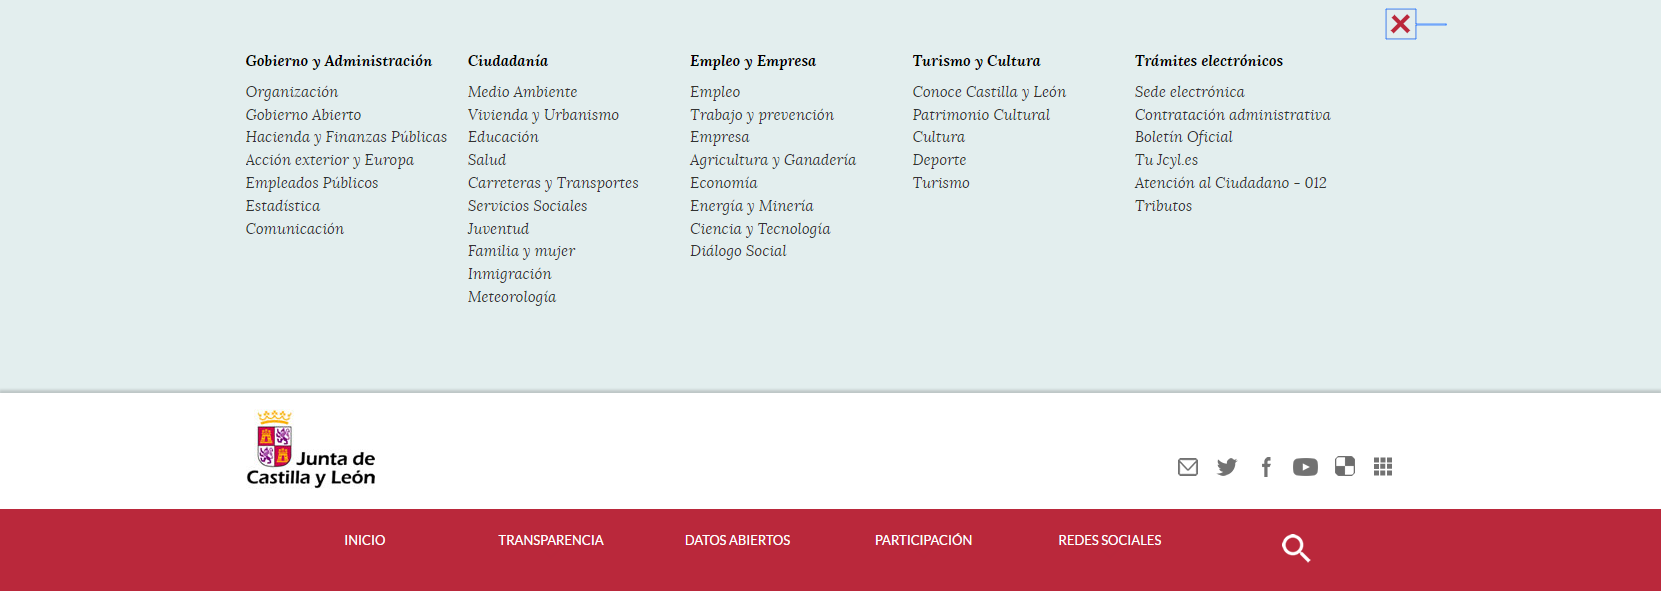 Gobierno y Administración
Organización
Gobierno Abierto
Hacienda y Finanzas Públicas
Acción exterior y Europa
Empleados Públicos
Estadística
Comunicación
Ciudadanía
Medio Ambiente
Vivienda y Urbanismo
Educación
Salud
Carreteras y Transportes
Servicios Sociales
Juventud
Familia y mujer
Inmigración
Meteorología
Empleo y Empresa
Empleo
Trabajo y prevención
Empresa
Agricultura y Ganadería
Economía
Energía y Minería
Ciencia y Tecnología
Diálogo Social
Turismo y Cultura
Conoce Castilla y León
Patrimonio Cultural
Cultura
Deporte
Turismo
Trámites electrónicos
Sede electrónica
Contratación administrativa
Boletín Oficial
Tu Jcyl.es
Atención al Ciudadano - 012
Tributos
Junta de
Castilla y León
INICIO
TRANSPARENCIA
DATOS ABIERTOS
PARTICIPACIÓN
REDES SOCIALES